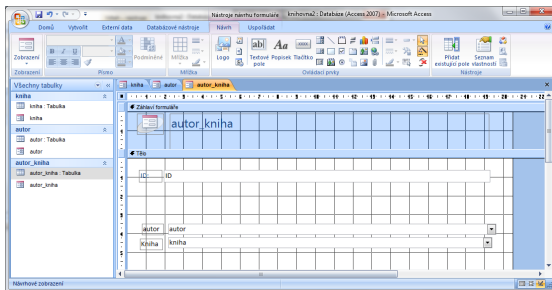 Nástroje návrhu formuláře knihovna2 : Databáze (Access 2007) - Microsoft Access
Domů Vytvořit Externí data Databázové nástroje Návrh Uspořádat
Zobrazení
B I U
Podmíněné
Mřížka
Logo
ab
Aa
xxxx
Textové pole
Popisek
Tlačítko
Přidat existující pole
Seznam vlastností
Zobrazení Písmo Mřížka Ovládací prvky Nástroje
Všechny tabulky
kniha
kniha : Tabulka
kniha
autor
autor : Tabulka
autor
autor_kniha
autor_kniha : Tabulka
autor_kniha
kniha autor autor_kniha
Záhlaví formuláře
autor_kniha
Tělo
ID: ID
autor autor
Kniha kniha
Návrhové zobrazení